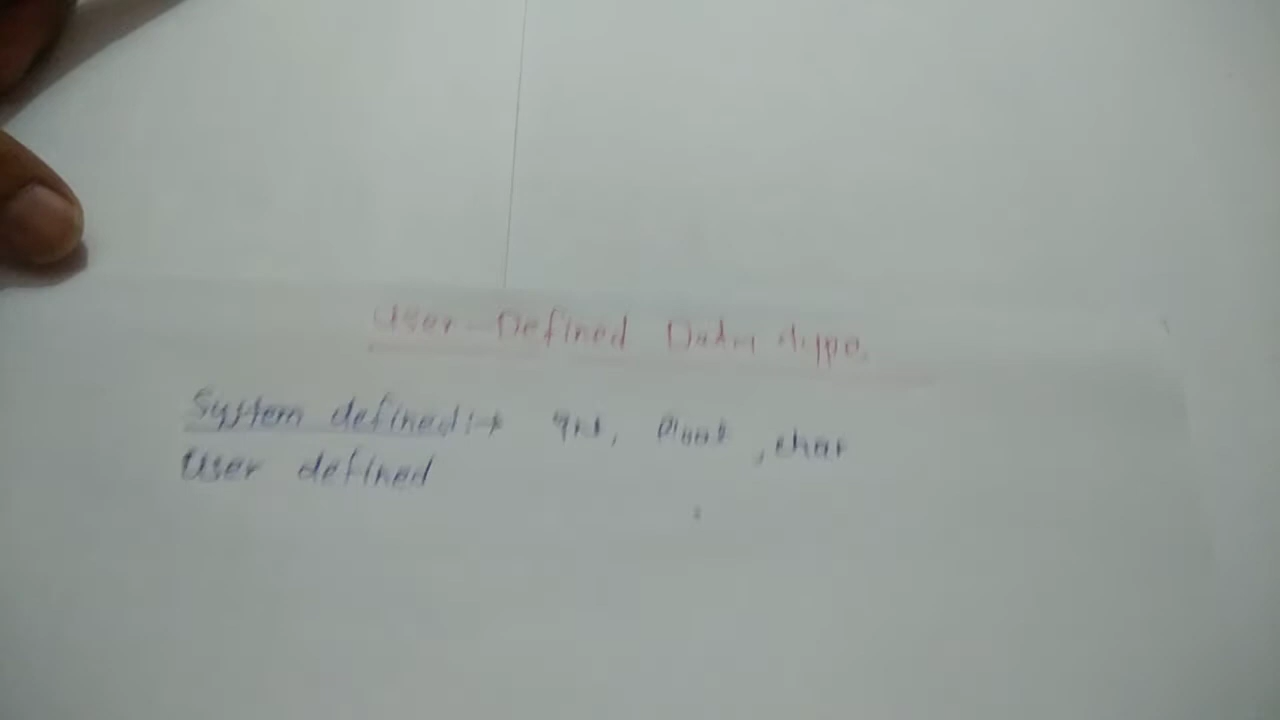 User Defined Data type
System defined :→ int, float, char
User defined